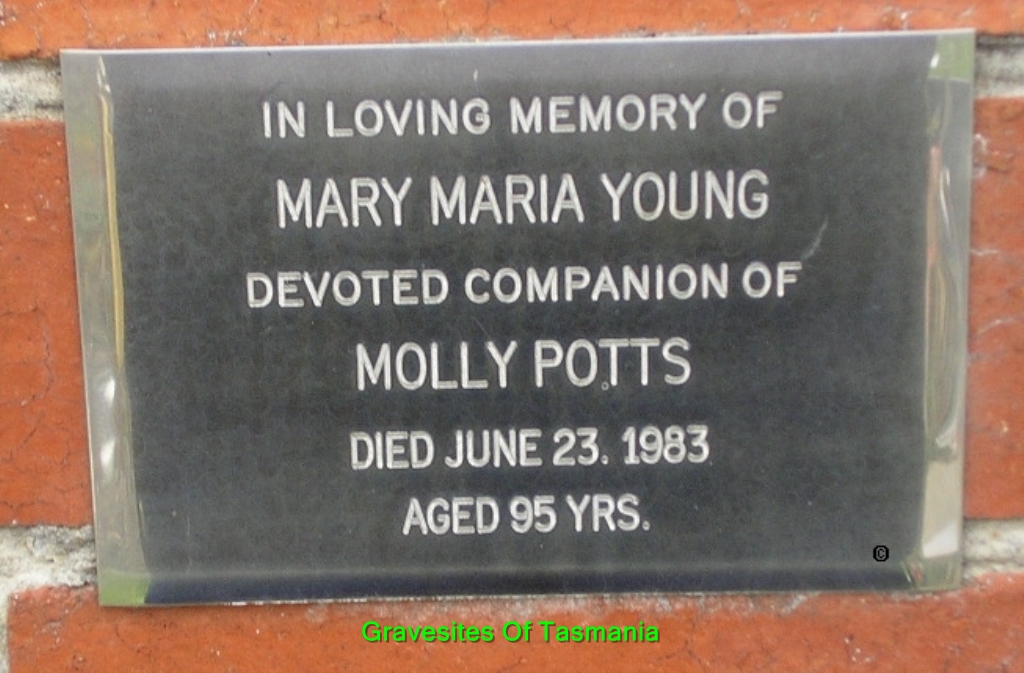 IN LOVING MEMORY OF
MARY MARIA YOUNG
DEVOTED COMPANION OF
MOLLY POTTS
DIED JUNE 23. 1983
AGED 95 YRS.
©
Gravesites Of Tasmania